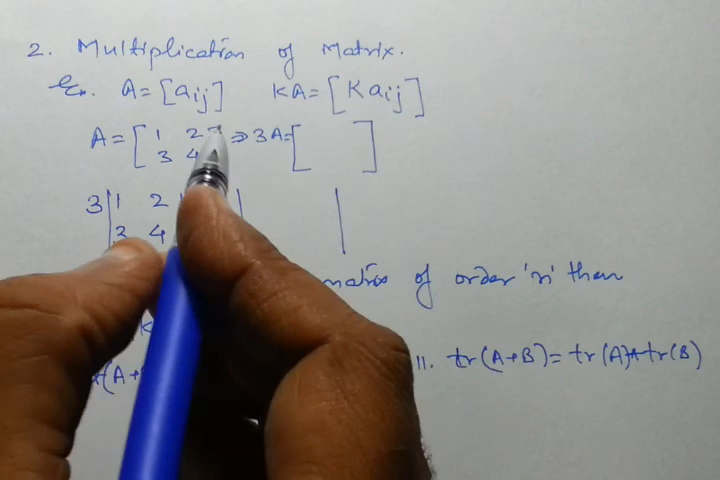 2. Multiplication of Matrix.
Ex. A = [aij] KA = [Kaij]
A = [1 2 ⇒ 3A = [ ]
3 4
3 | 1 2 | |
3 4
matrix of order 'n' then
K
(A+ 11. tr(A+B) = tr(A)+tr(B)